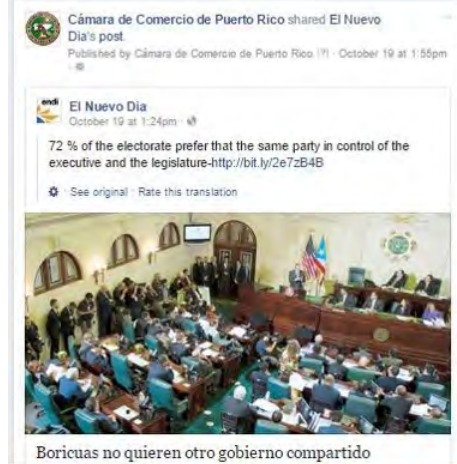 Cámara de Comercio de Puerto Rico shared El Nuevo
Dia's post.
Published by Cámara de Comercio de Puerto Rico [?] · October 19 at 1:55pm
endi
El Nuevo Dia
October 19 at 1:24pm ·
72 % of the electorate prefer that the same party in control of the
executive and the legislature-http://bit.ly/2e7zB4B
See original · Rate this translation
Boricuas no quieren otro gobierno compartido